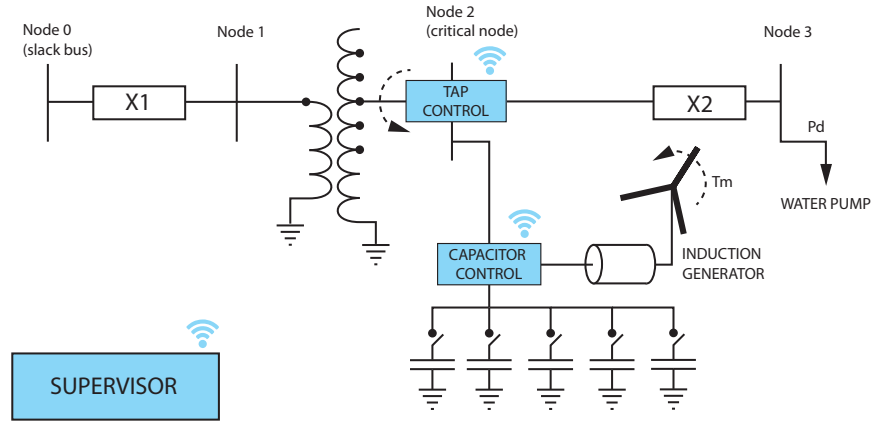 Node 0
(slack bus)
Node 1
Node 2
(critical node)
Node 3
X1
TAP
CONTROL
X2
Pd
WATER PUMP
Tm
CAPACITOR
CONTROL
INDUCTION
GENERATOR
SUPERVISOR